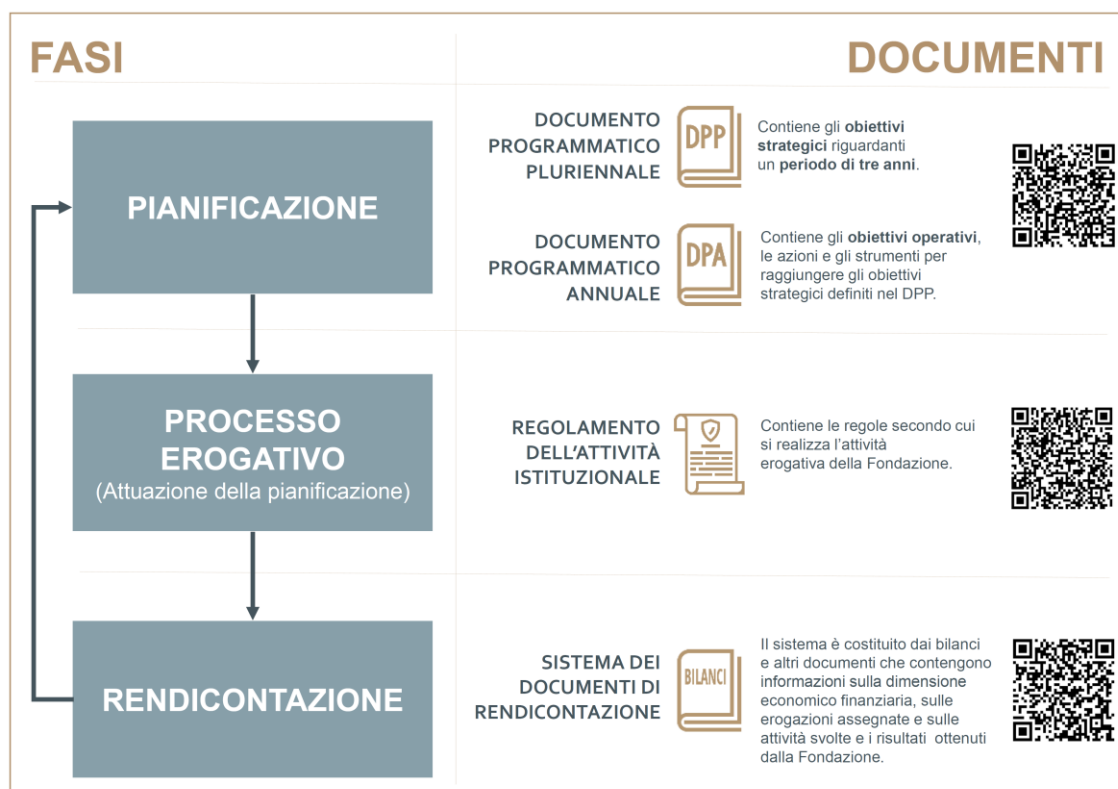 FASI
DOCUMENTI
PIANIFICAZIONE
DOCUMENTO
PROGRAMMATICO
PLURIENNALE
DPP
Contiene gli obiettivi
strategici riguardanti
un periodo di tre anni.
DOCUMENTO
PROGRAMMATICO
ANNUALE
DPA
Contiene gli obiettivi operativi,
le azioni e gli strumenti per
raggiungere gli obiettivi
strategici definiti nel DPP.
PROCESSO
EROGATIVO
(Attuazione della pianificazione)
REGOLAMENTO
DELL'ATTIVITÀ
ISTITUZIONALE
Contiene le regole secondo cui
si realizza l'attività
erogativa della Fondazione.
RENDICONTAZIONE
SISTEMA DEI
DOCUMENTI DI
RENDICONTAZIONE
BILANCI
Il sistema è costituito dai bilanci
e altri documenti che contengono
informazioni sulla dimensione
economico finanziaria, sulle
erogazioni assegnate e sulle
attività svolte e i risultati ottenuti
dalla Fondazione.